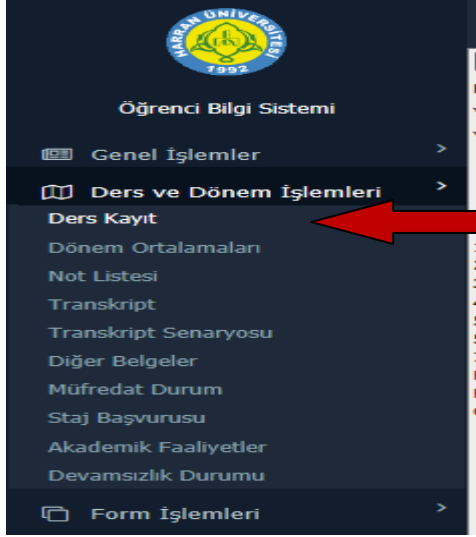 HARRAN ÜNİVERSİTESİ
1992
Öğrenci Bilgi Sistemi
Genel İşlemler >
Ders ve Dönem İşlemleri >
Ders Kayıt
Dönem Ortalamaları
Not Listesi
Transkript
Transkript Senaryosu
Diğer Belgeler
Müfredat Durum
Staj Başvurusu
Akademik Faaliyetler
Devamsızlık Durumu
Form İşlemleri >